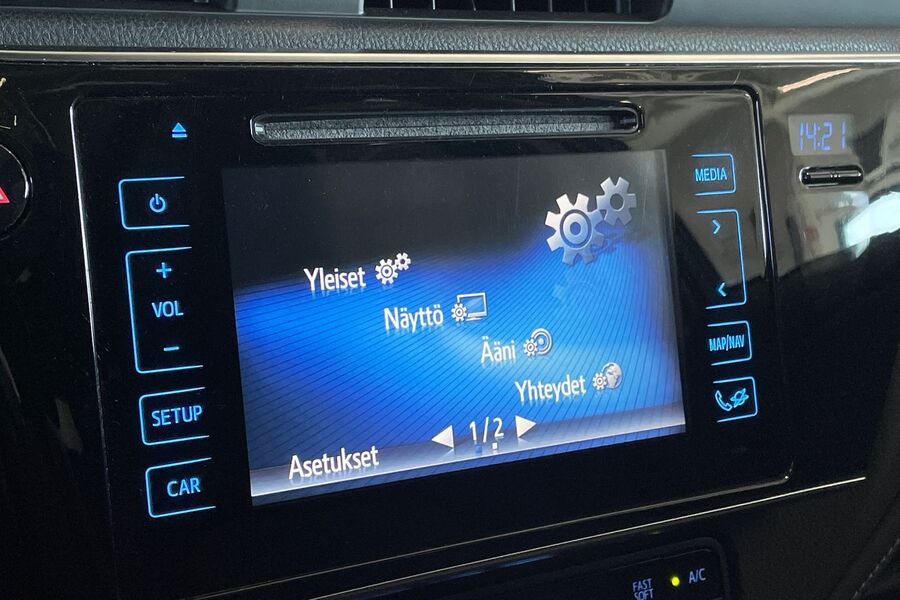 14:21
MEDIA
VOL
SETUP
CAR
MAP/NAV
Yleiset
Näyttö
Ääni
Yhteydet
1/2
Asetukset
FAST
SOFT
A/C